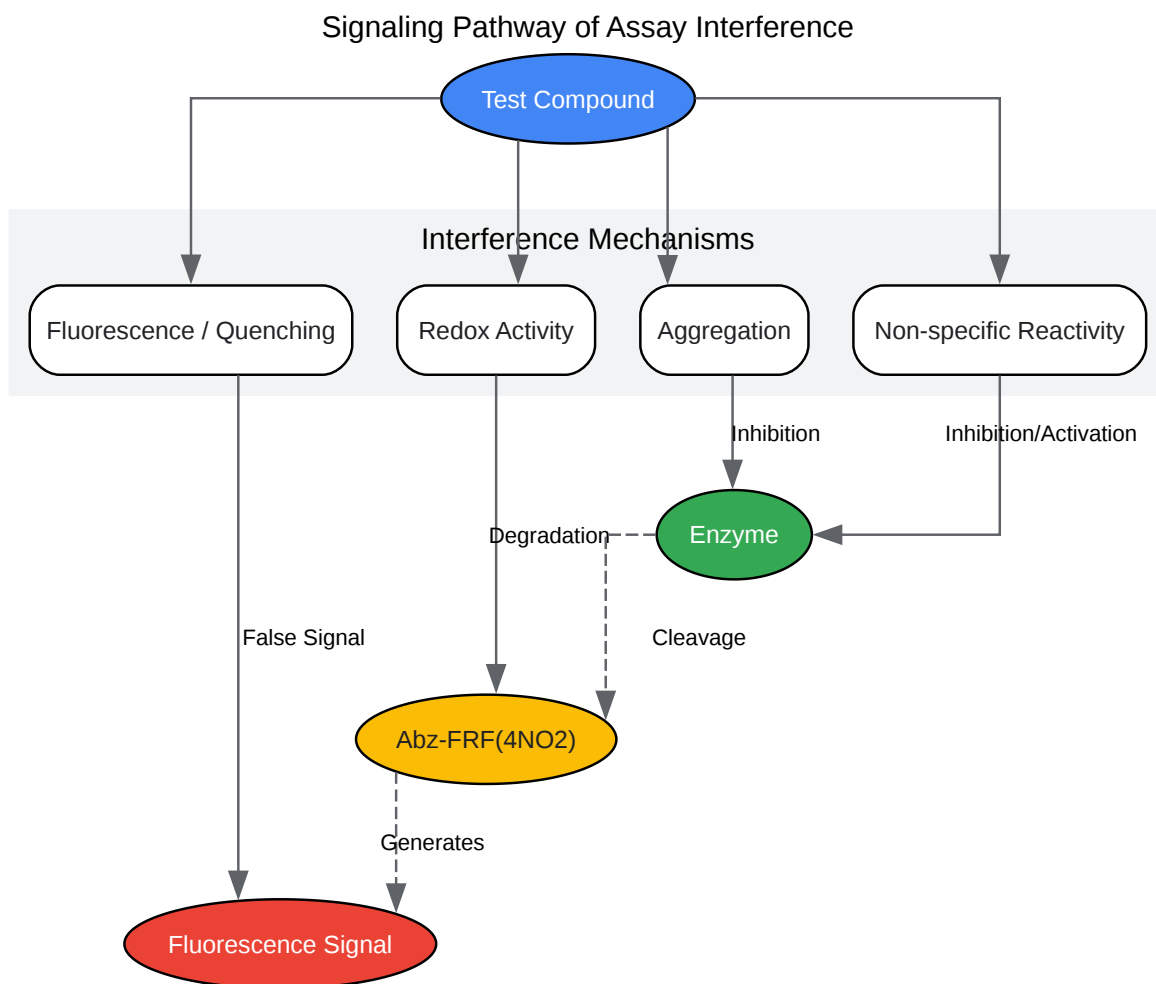 Signaling Pathway of Assay Interference
Test Compound
Interference Mechanisms
Fluorescence / Quenching
Redox Activity
Aggregation
Non-specific Reactivity
Inhibition
Inhibition/Activation
Degradation
Enzyme
False Signal
Cleavage
Abz-FRF(4NO2)
Generates
Fluorescence Signal